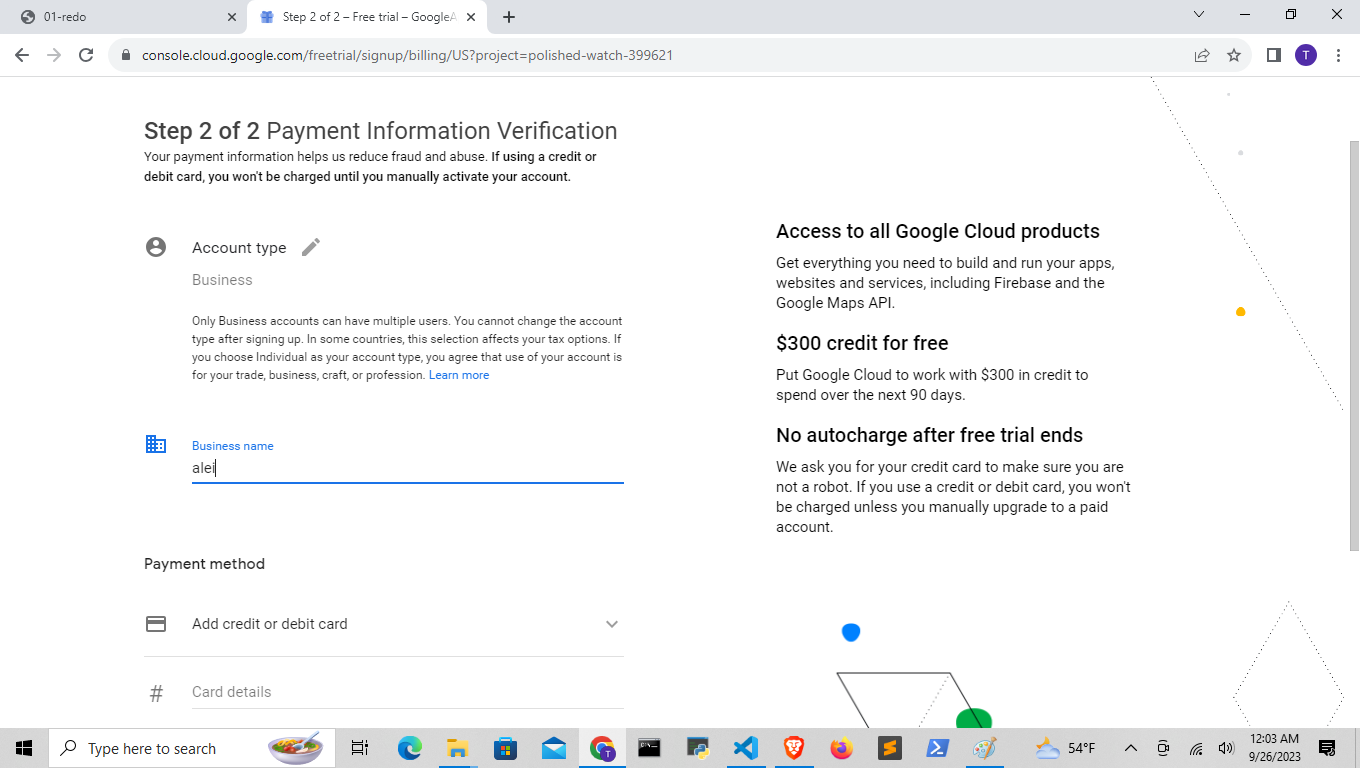 01-redo
Step 2 of 2 – Free trial – GoogleA
console.cloud.google.com/freetrial/signup/billing/US?project=polished-watch-399621
T
Step 2 of 2 Payment Information Verification
Your payment information helps us reduce fraud and abuse. If using a credit or
debit card, you won't be charged until you manually activate your account.
Account type
Business
Only Business accounts can have multiple users. You cannot change the account
type after signing up. In some countries, this selection affects your tax options. If
you choose Individual as your account type, you agree that use of your account is
for your trade, business, craft, or profession. Learn more
Business name
alei
Payment method
Add credit or debit card
# Card details
Access to all Google Cloud products
Get everything you need to build and run your apps,
websites and services, including Firebase and the
Google Maps API.
$300 credit for free
Put Google Cloud to work with $300 in credit to
spend over the next 90 days.
No autocharge after free trial ends
We ask you for your credit card to make sure you are
not a robot. If you use a credit or debit card, you won't
be charged unless you manually upgrade to a paid
account.
Type here to search
T
54°F
12:03 AM
9/26/2023